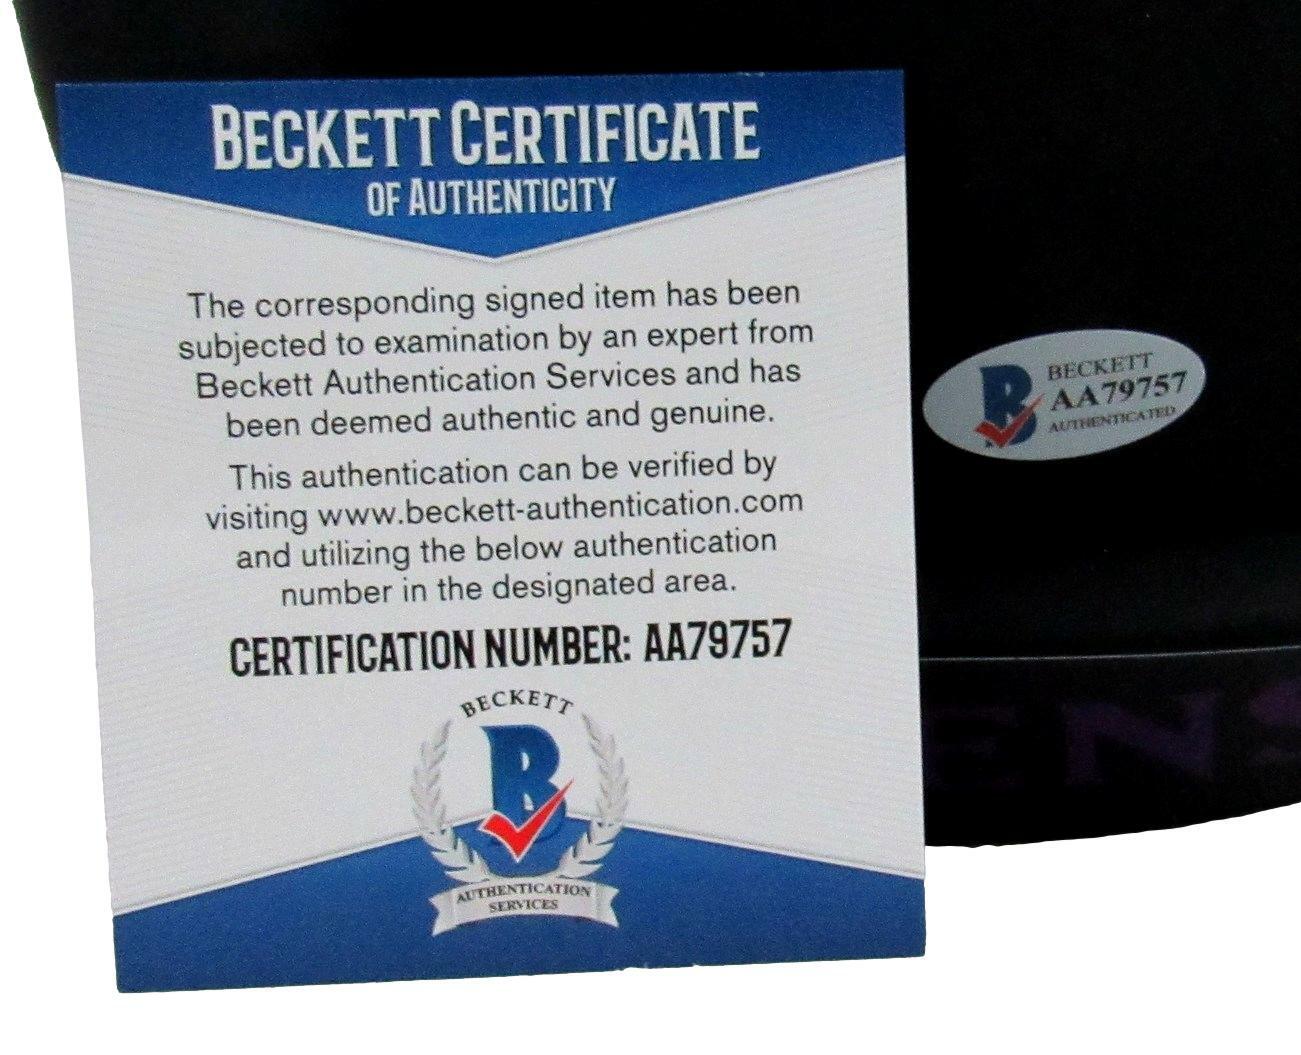 BECKETT CERTIFICATE
OF AUTHENTICITY
The corresponding signed item has been
subjected to examination by an expert from
Beckett Authentication Services and has
been deemed authentic and genuine.
This authentication can be verified by
visiting www.beckett-authentication.com
and utilizing the below authentication
number in the designated area.
CERTIFICATION NUMBER: AA79757
BECKETT
B
AUTHENTICATION
SERVICES
B
BECKETT
AA79757
AUTHENTICATED
ENS